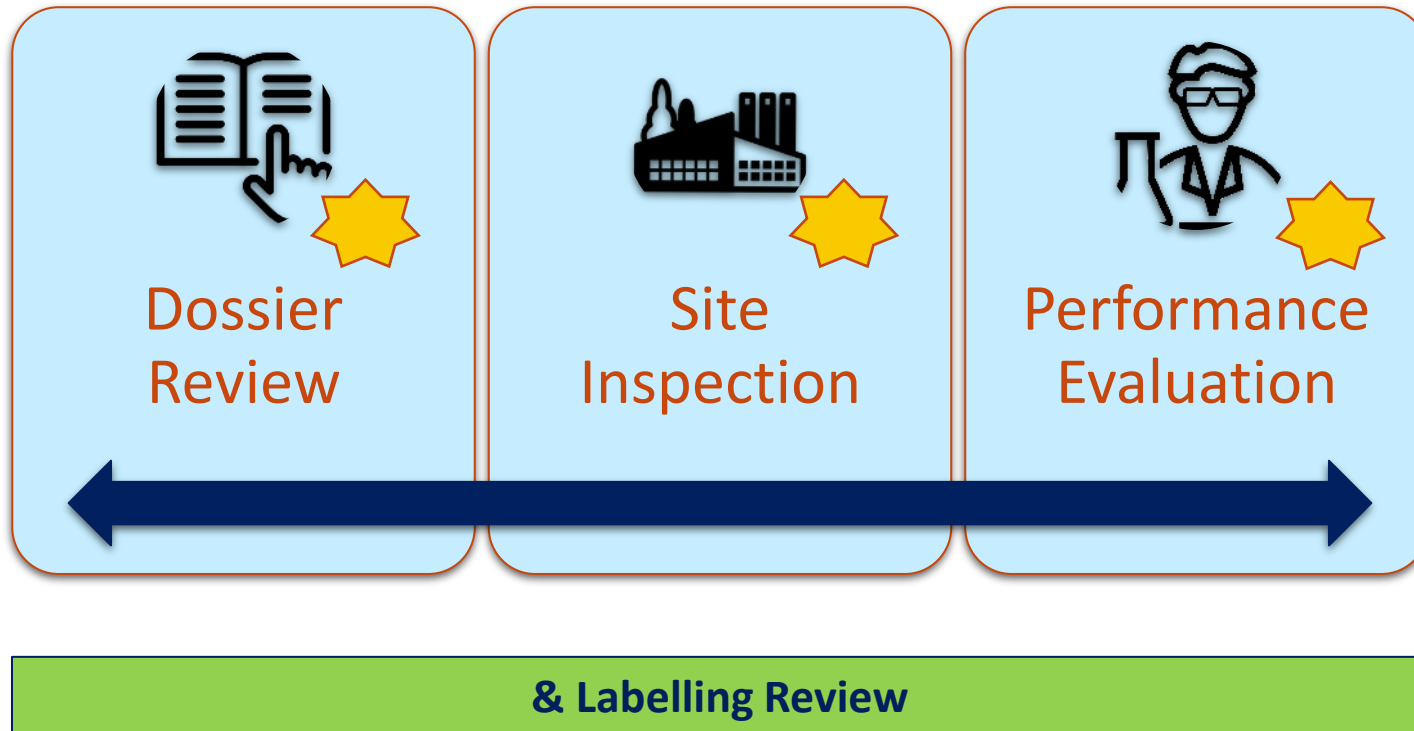 Dossier
Review
Site
Inspection
Performance
Evaluation
& Labelling Review